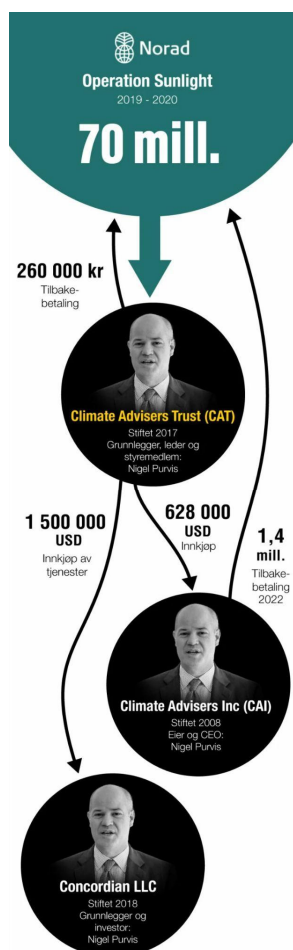 Norad
Operation Sunlight
2019 - 2020
70 mill.
260 000 kr
Tilbake-
betaling
Climate Advisers Trust (CAT)
Stiftet 2017
Grunnlegger, leder og
styremedlem:
Nigel Purvis
1 500 000
USD
Innkjøp av
tjenester
628 000
USD
Innkjøp
1,4
mill.
Tilbake-
betaling
2022
Climate Advisers Inc (CAI)
Stiftet 2008
Eier og CEO:
Nigel Purvis
Concordian LLC
Stiftet 2018
Grunnlegger og
investor:
Nigel Purvis